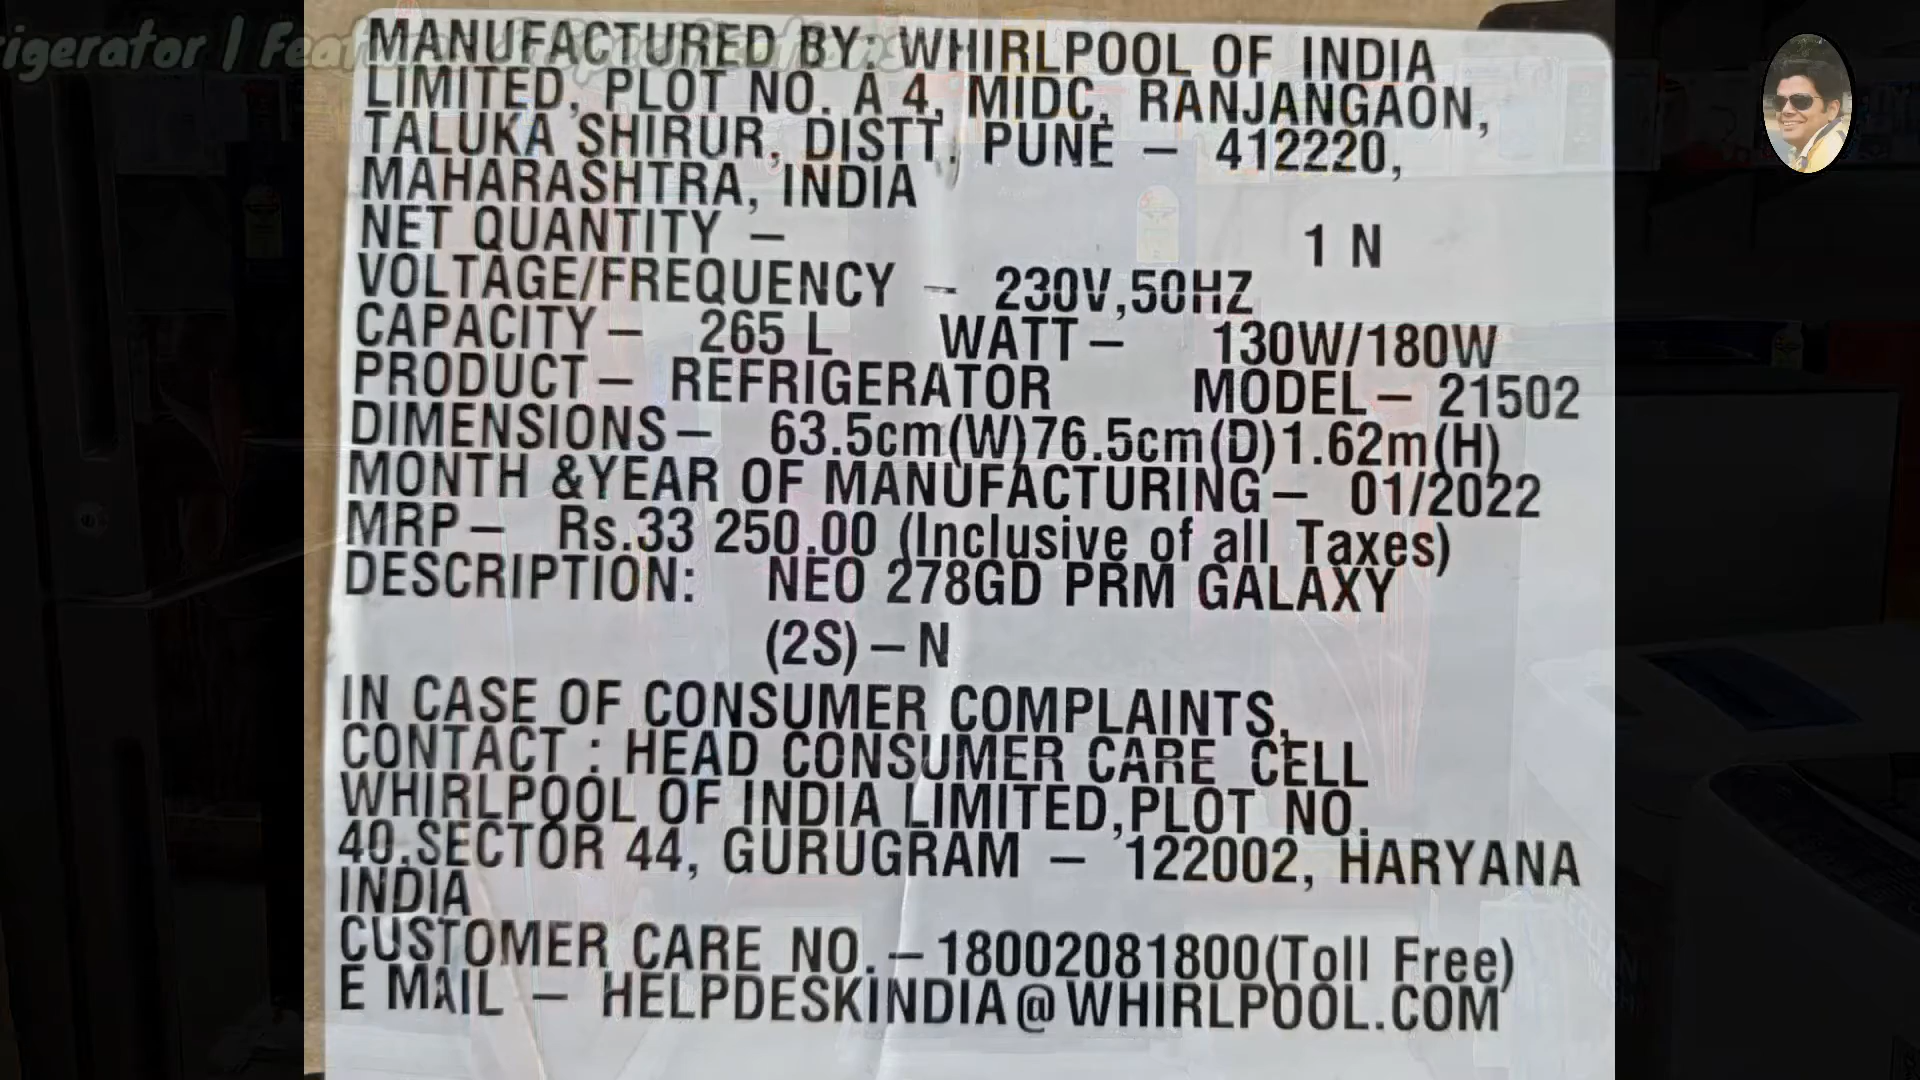 rigerator | Fea
MANUFACTURED BY: WHIRLPOOL OF INDIA
LIMITED, PLOT NO. A 4, MIDC, RANJANGAON,
TALUKA SHIRUR, DISTT, PUNE – 412220,
MAHARASHTRA, INDIA
NET QUANTITY – 1 N
VOLTAGE/FREQUENCY – 230V,50HZ
CAPACITY – 265 L WATT – 130W/180W
PRODUCT – REFRIGERATOR MODEL – 21502
DIMENSIONS – 63.5cm(W)76.5cm(D)1.62m(H)
MONTH &YEAR OF MANUFACTURING – 01/2022
MRP – Rs.33 250.00 (Inclusive of all Taxes)
DESCRIPTION: NEO 278GD PRM GALAXY
(2S) – N
IN CASE OF CONSUMER COMPLAINTS,
CONTACT : HEAD CONSUMER CARE CELL
WHIRLPOOL OF INDIA LIMITED,PLOT NO.
40,SECTOR 44, GURUGRAM – 122002, HARYANA
INDIA
CUSTOMER CARE NO. – 18002081800(Toll Free)
E MAIL – HELPDESKINDIA@WHIRLPOOL.COM